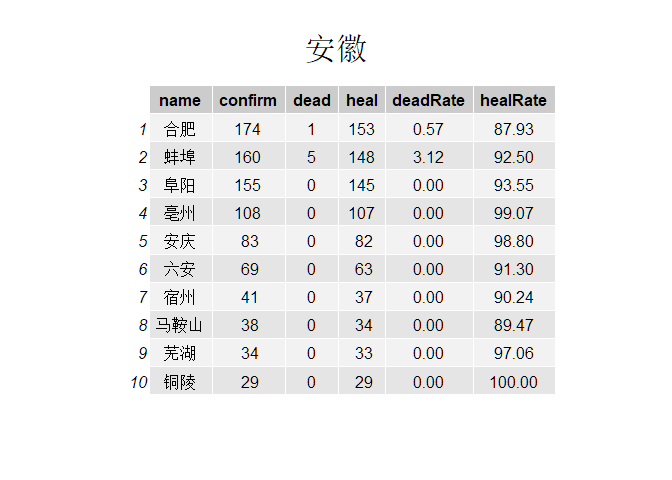 安徽
name confirm dead heal deadRate healRate
1 合肥 174 1 153 0.57 87.93
2 蚌埠 160 5 148 3.12 92.50
3 阜阳 155 0 145 0.00 93.55
4 亳州 108 0 107 0.00 99.07
5 安庆 83 0 82 0.00 98.80
6 六安 69 0 63 0.00 91.30
7 宿州 41 0 37 0.00 90.24
8 马鞍山 38 0 34 0.00 89.47
9 芜湖 34 0 33 0.00 97.06
10 铜陵 29 0 29 0.00 100.00